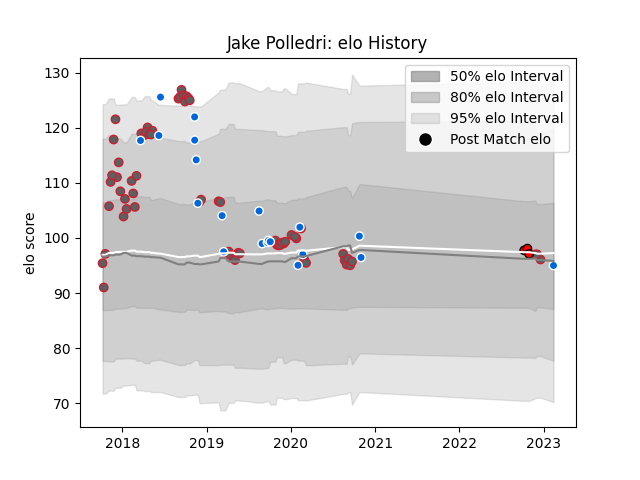 Jake Polledri: elo History
elo score
130
120
110
100
90
80
70
50% elo Interval
80% elo Interval
95% elo Interval
Post Match elo
2018 2019 2020 2021 2022 2023